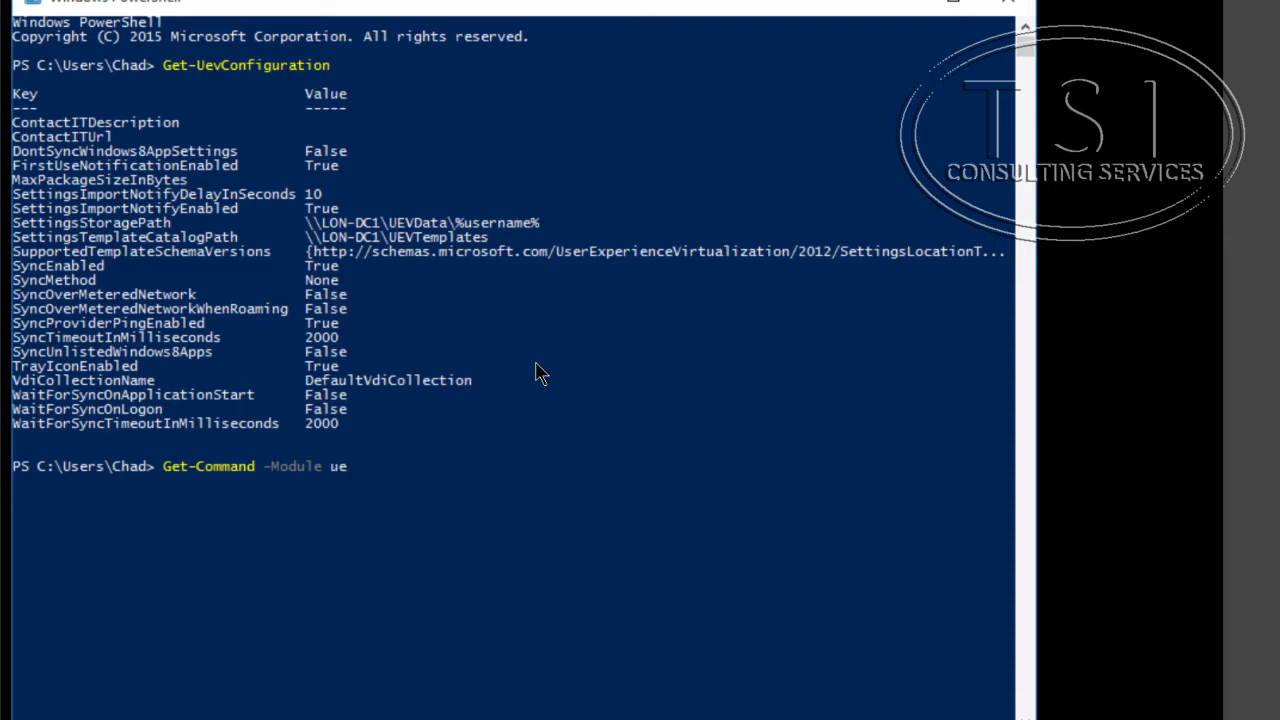 Windows PowerShell
Windows PowerShell
Copyright (C) 2015 Microsoft Corporation. All rights reserved.
PS C:\Users\Chad> Get-UevConfiguration
Key Value
--- -----
ContactITDescription
ContactITUrl
DontSyncWindows8AppSettings False
FirstUseNotificationEnabled True
MaxPackageSizeInBytes
SettingsImportNotifyDelayInSeconds 10
SettingsImportNotifyEnabled True
SettingsStoragePath \\LON-DC1\UEVData\%username%
SettingsTemplateCatalogPath \\LON-DC1\UEVTemplates
SupportedTemplateSchemaVersions {http://schemas.microsoft.com/UserExperienceVirtualization/2012/SettingsLocationT...
SyncEnabled True
SyncMethod None
SyncOverMeteredNetwork False
SyncOverMeteredNetworkWhenRoaming False
SyncProviderPingEnabled True
SyncTimeoutInMilliseconds 2000
SyncUnlistedWindows8Apps False
TrayIconEnabled True
VdiCollectionName DefaultVdiCollection
WaitForSyncOnApplicationStart False
WaitForSyncOnLogon False
WaitForSyncTimeoutInMilliseconds 2000
PS C:\Users\Chad> Get-Command -Module ue
TSI
CONSULTING SERVICES